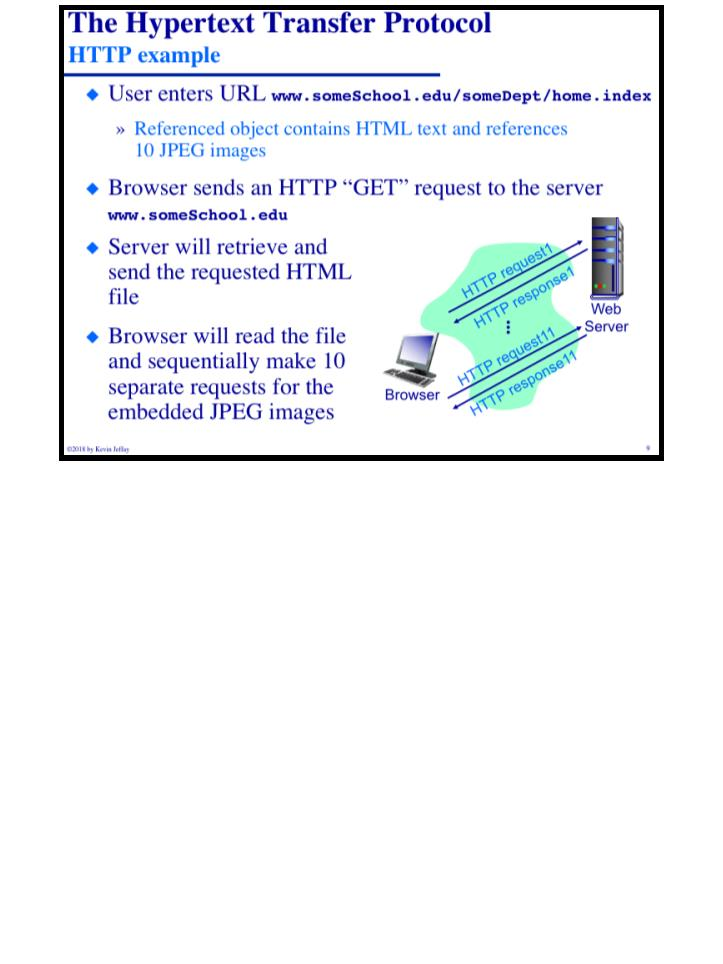 The Hypertext Transfer Protocol
HTTP example
◆ User enters URL www.someSchool.edu/someDept/home.index
» Referenced object contains HTML text and references
10 JPEG images
◆ Browser sends an HTTP “GET” request to the server
www.someSchool.edu
◆ Server will retrieve and
send the requested HTML
file
◆ Browser will read the file
and sequentially make 10
separate requests for the
embedded JPEG images
HTTP request1
HTTP response1
Web
Server
HTTP request11
HTTP response11
Browser
©2018 by Kevin Jeffay
9